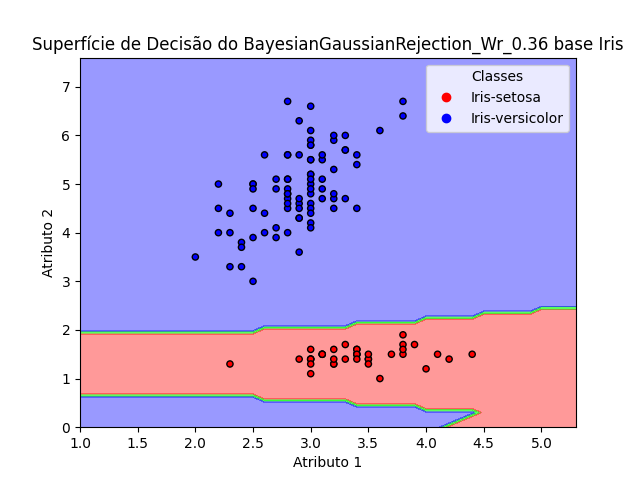 Superfície de Decisão do BayesianGaussianRejection_Wr_0.36 base Iris
Classes
Iris-setosa
Iris-versicolor
7
6
5
4
3
2
1
0
Atributo 2
1.0 1.5 2.0 2.5 3.0 3.5 4.0 4.5 5.0
Atributo 1